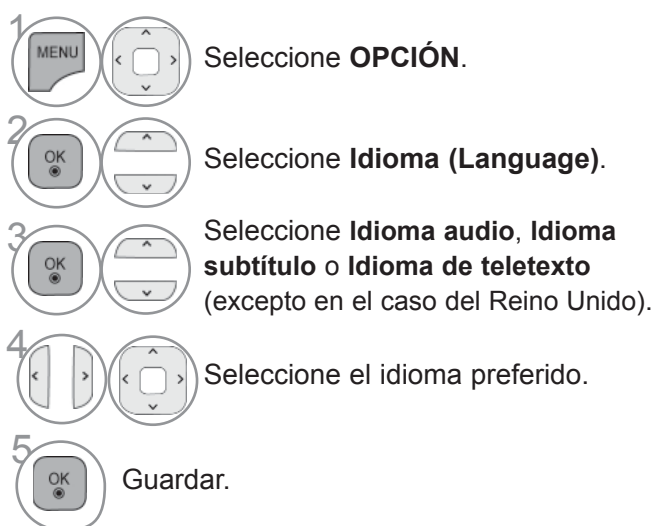 1
MENU
Seleccione OPCIÓN.
2
OK
Seleccione Idioma (Language).
3
OK
Seleccione Idioma audio, Idioma
subtítulo o Idioma de teletexto
(excepto en el caso del Reino Unido).
4
Seleccione el idioma preferido.
5
OK
Guardar.